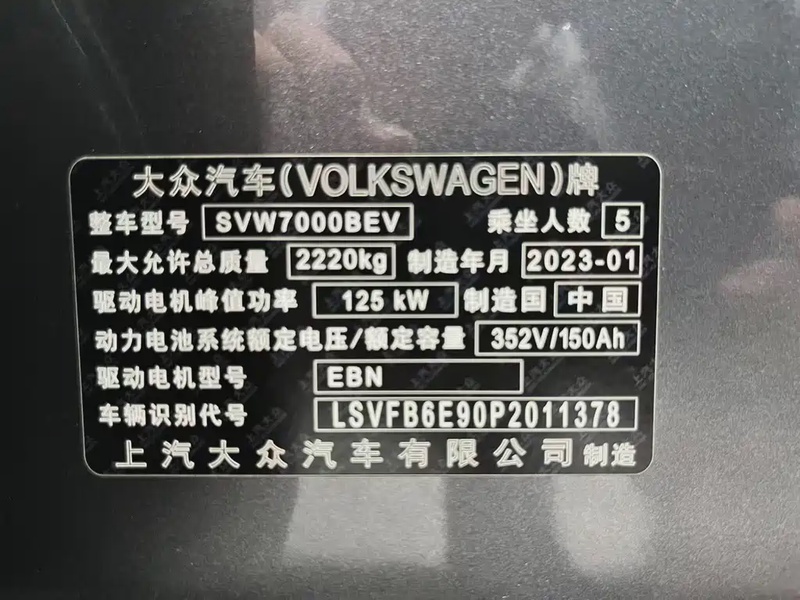 大众汽车(VOLKSWAGEN)牌
整车型号 SVW7000BEV 乘坐人数 5
最大允许总质量 2220kg 制造年月 2023-01
驱动电机峰值功率 125 kW 制造国 中国
动力电池系统额定电压/额定容量 352V/150Ah
驱动电机型号 EBN
车辆识别代号 LSVFB6E90P2011378
上汽大众汽车有限公司 制造